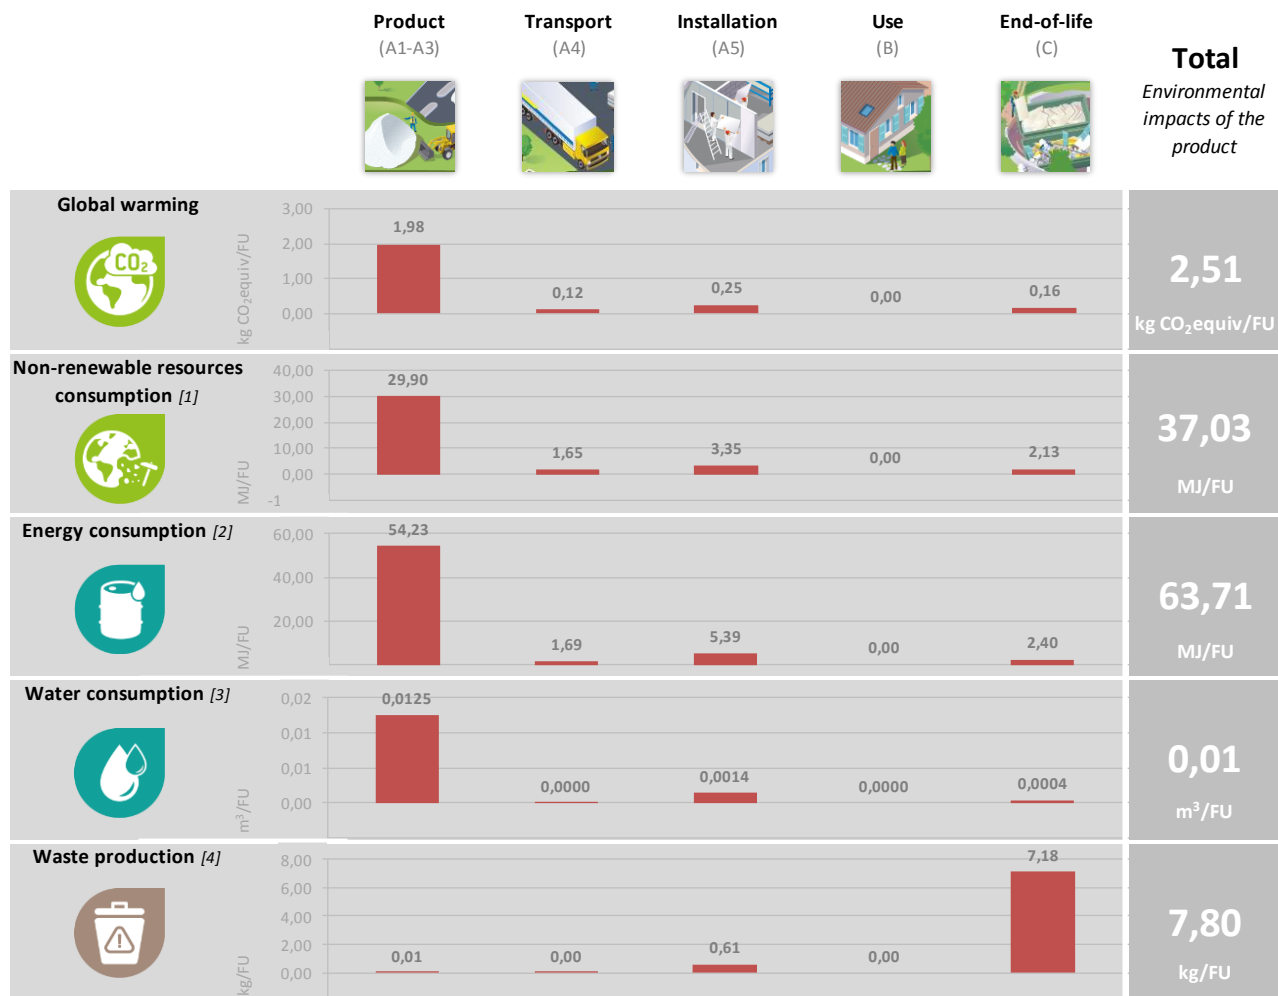 Product
(A1-A3)
Transport
(A4)
Installation
(A5)
Use
(B)
End-of-life
(C)
Total
Environmental
impacts of the
product
Global warming
CO2
kg CO2equiv/FU
3,00
2,00
1,00
0,00
1,98
0,12
0,25
0,00
0,16
2,51
kg CO2equiv/FU
Non-renewable resources
consumption [1]
MJ/FU
40,00
30,00
20,00
10,00
0,00
-1
29,90
1,65
3,35
0,00
2,13
37,03
MJ/FU
Energy consumption [2]
MJ/FU
60,00
40,00
20,00
54,23
1,69
5,39
0,00
2,40
63,71
MJ/FU
Water consumption [3]
m³/FU
0,02
0,01
0,01
0,00
0,0125
0,0000
0,0014
0,0000
0,0004
0,01
m³/FU
Waste production [4]
kg/FU
8,00
6,00
4,00
2,00
0,00
0,01
0,00
0,61
0,00
7,18
7,80
kg/FU